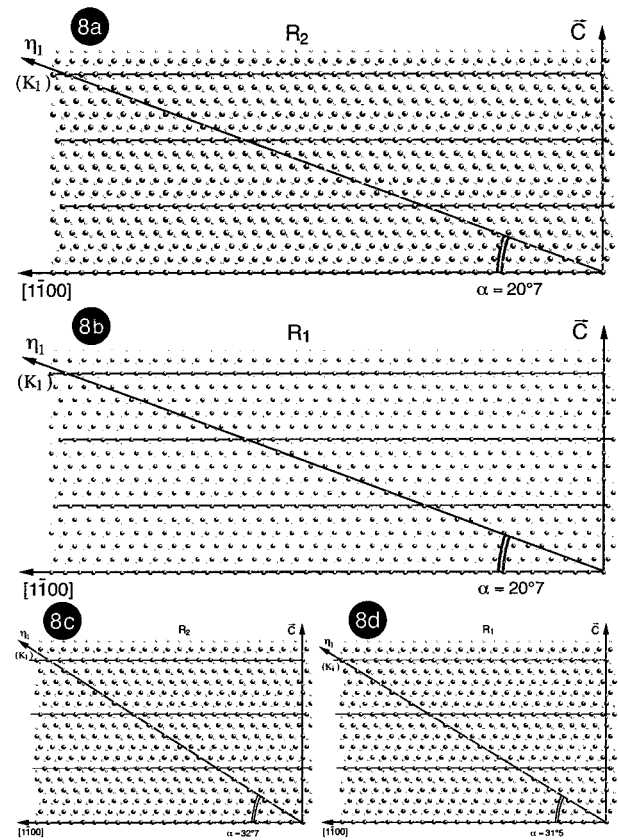 8a
R₂
C⃗
η₁
(K₁)
[11̄00]
α = 20°7
8b
R₁
C⃗
η₁
(K₁)
[11̄00]
α = 20°7
8c
R₂
C⃗
η₁
(K₁)
[11̄00]
α = 32°7
8d
R₁
C⃗
η₁
(K₁)
[11̄00]
α = 31°5